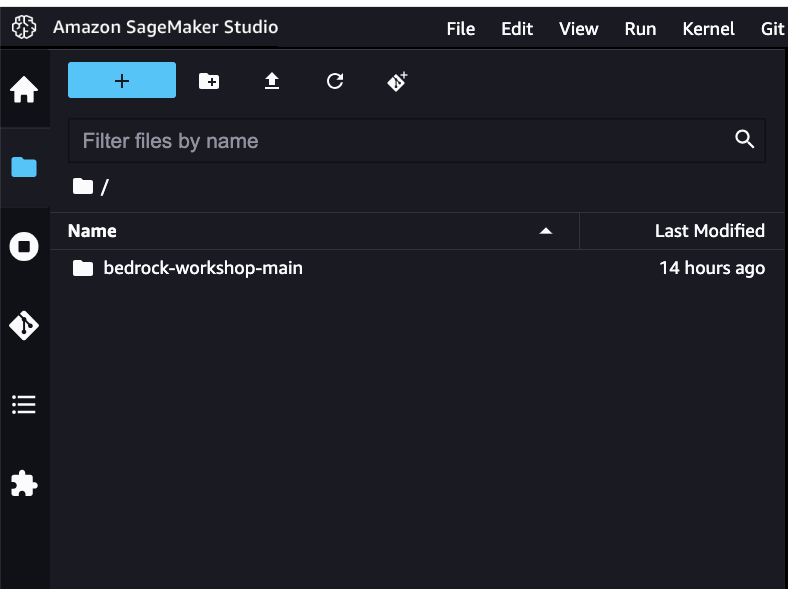 Amazon SageMaker Studio File Edit View Run Kernel Git
+
Filter files by name
/
Name Last Modified
bedrock-workshop-main 14 hours ago